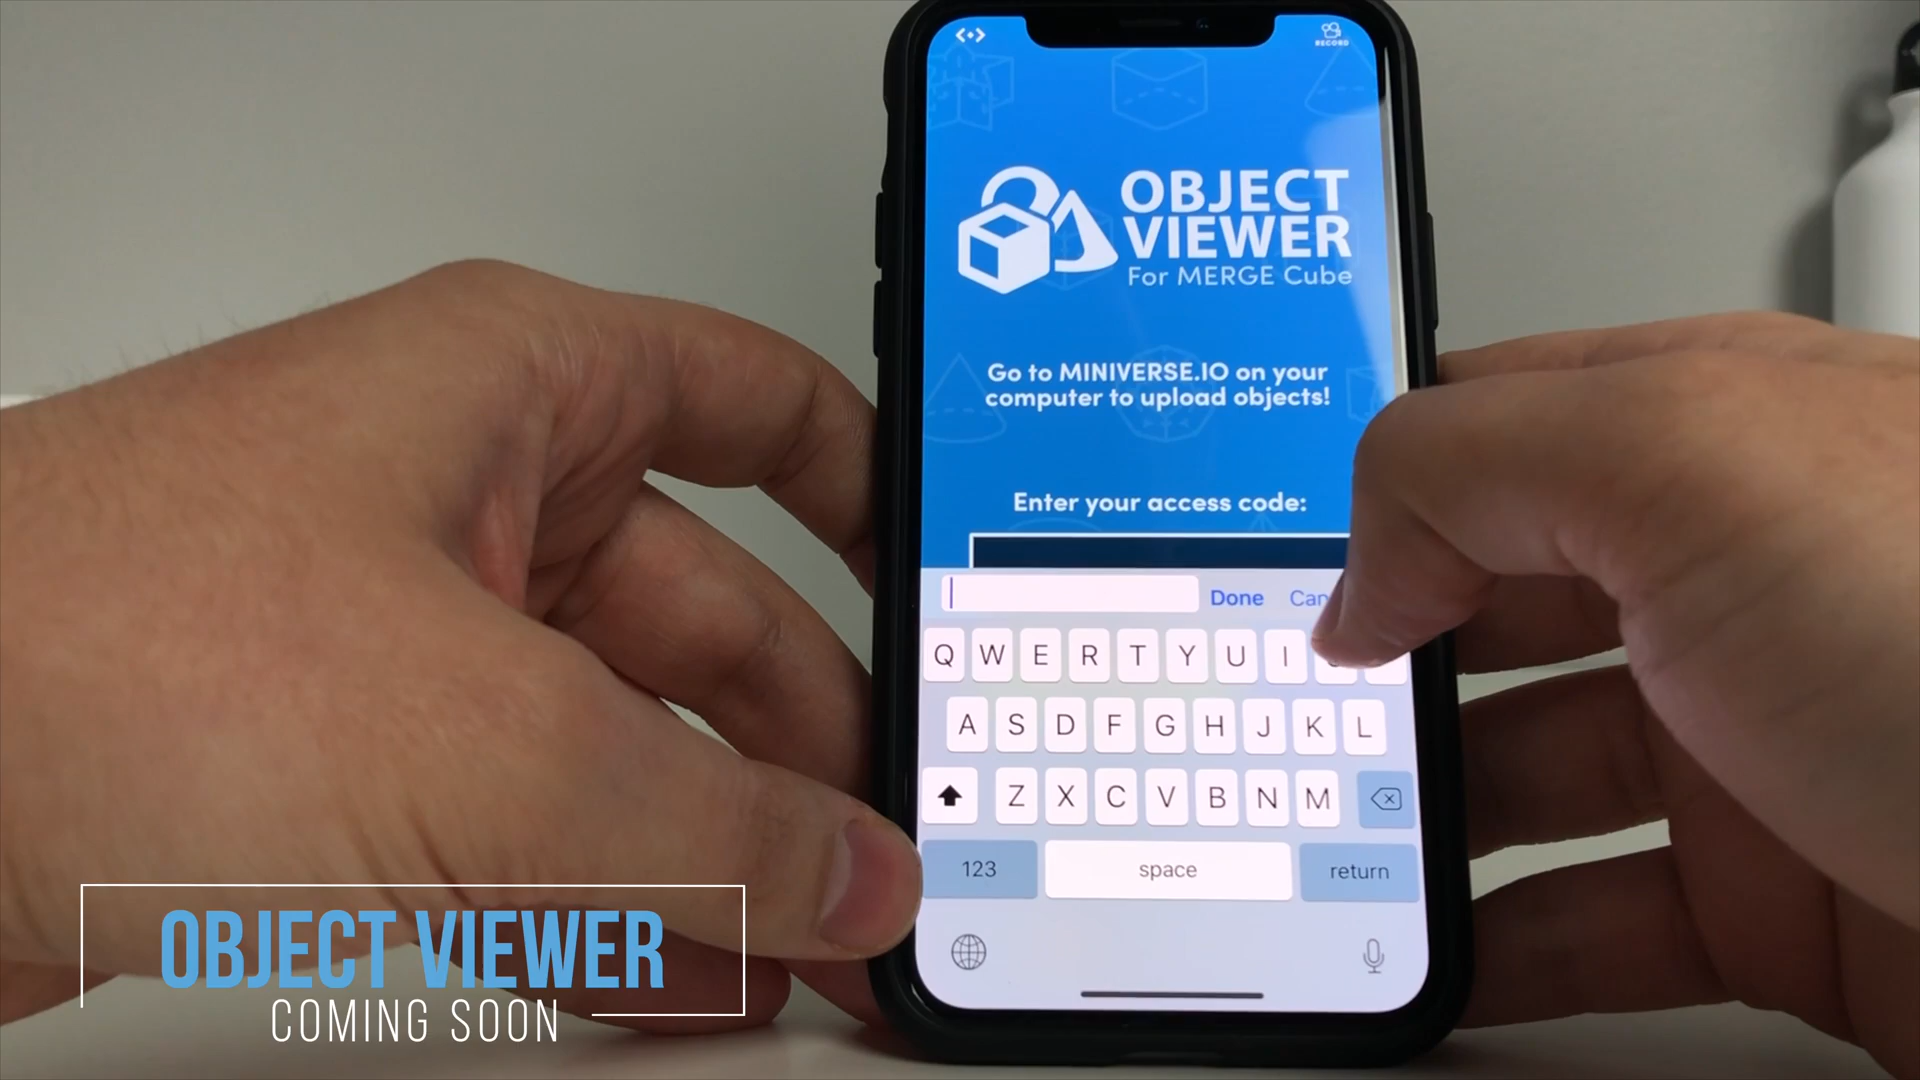 RECORD
OBJECT
VIEWER
For MERGE Cube
Go to MINIVERSE.IO on your
computer to upload objects!
Enter your access code:
Done
Q W E R T Y U I
A S D F G H J K L
Z X C V B N M
123 space return
OBJECT VIEWER
COMING SOON